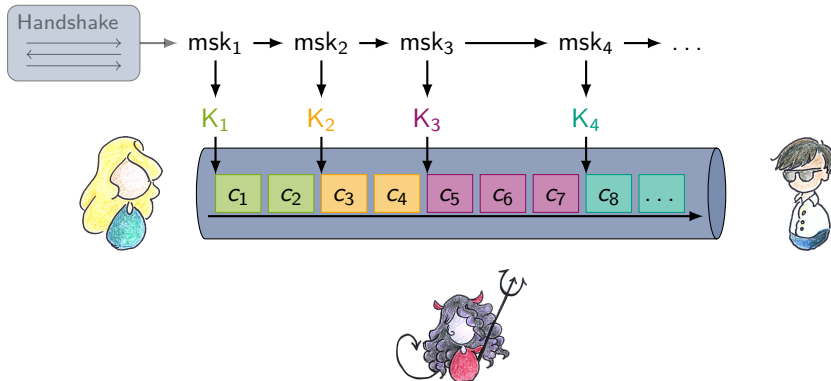 Handshake
msk₁ msk₂ msk₃ msk₄ ...
K₁ K₂ K₃ K₄
c₁ c₂ c₃ c₄ c₅ c₆ c₇ c₈ ...